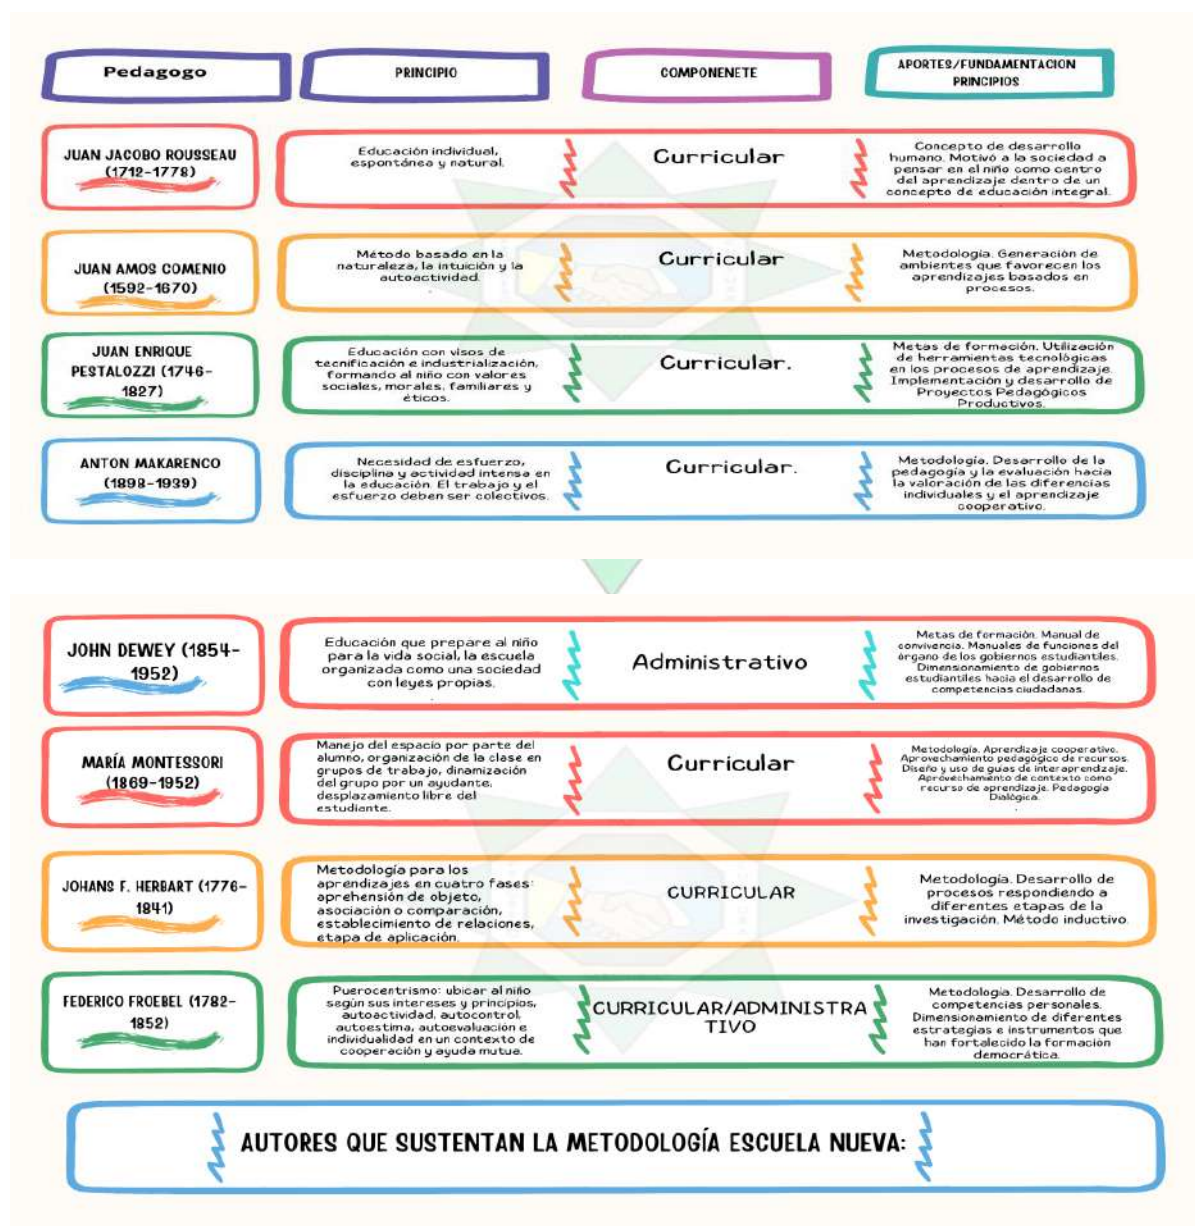 Pedagogo
PRINCIPIO
COMPONENETE
APORTES/FUNDAMENTACION
PRINCIPIOS
JUAN JACOBO ROUSSEAU
(1712-1778)
Educación individual,
espontánea y natural.
Curricular
Concepto de desarrollo
humano. Motivó a la sociedad a
pensar en el niño como centro
del aprendizaje dentro de un
concepto de educación integral.
JUAN AMOS COMENIO
(1592-1670)
Método basado en la
naturaleza, la intuición y la
autoactividad.
Curricular
Metodología. Generación de
ambientes que favorecen los
aprendizajes basados en
procesos.
JUAN ENRIQUE
PESTALOZZI (1746-
1827)
Educación con visos de
tecnificación e industrialización,
formando al niño con valores
sociales, morales, familiares y
éticos.
Curricular.
Metas de formación. Utilización
de herramientas tecnológicas
en los procesos de aprendizaje.
Implementación y desarrollo de
Proyectos Pedagógicos
Productivos.
ANTON MAKARENCO
(1898-1939)
Necesidad de esfuerzo,
disciplina y actividad intensa en
la educación. El trabajo y el
esfuerzo deben ser colectivos.
Curricular.
Metodología. Desarrollo de la
pedagogía y la evaluación hacia
la valoración de las diferencias
individuales y el aprendizaje
cooperativo.
JOHN DEWEY (1854-
1952)
Educación que prepare al niño
para la vida social, la escuela
organizada como una sociedad
con leyes propias.
Administrativo
Metas de formación. Manual de
convivencia. Manuales de funciones del
órgano de los gobiernos estudiantiles.
Dimensionamiento de gobiernos
estudiantiles hacia el desarrollo de
competencias ciudadanas.
MARÍA MONTESSORI
(1869-1952)
Manejo del espacio por parte del
alumno, organización de la clase en
grupos de trabajo, dinamización
del grupo por un ayudante,
desplazamiento libre del
estudiante.
Curricular
Metodología. Aprendizaje cooperativo.
Aprovechamiento pedagógico de recursos.
Diseño y uso de guías de interaprendizaje.
Aprovechamiento de contexto como
recurso de aprendizaje. Pedagogía
Dialógica.
JOHANS F. HERBART (1776-
1841)
Metodología para los
aprendizajes en cuatro fases:
aprehensión de objeto,
asociación o comparación,
establecimiento de relaciones,
etapa de aplicación.
CURRICULAR
Metodología. Desarrollo de
procesos respondiendo a
diferentes etapas de la
investigación. Método inductivo.
FEDERICO FROEBEL (1782-
1852)
Puerocentrismo: ubicar al niño
según sus intereses y principios,
autoactividad, autocontrol,
autoestima, autoevaluación e
individualidad en un contexto de
cooperación y ayuda mutua.
CURRICULAR/ADMINISTRA
TIVO
Metodología. Desarrollo de
competencias personales.
Dimensionamiento de diferentes
estrategias e instrumentos que
han fortalecido la formación
democrática.
AUTORES QUE SUSTENTAN LA METODOLOGÍA ESCUELA NUEVA: